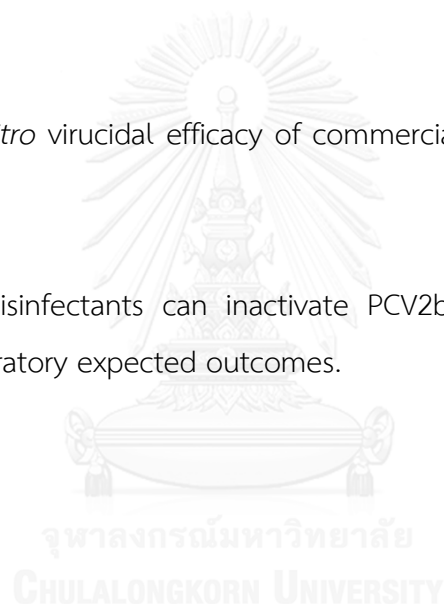 tro virucidal efficacy of commercia
isinfectants can inactivate PCV2b
ratory expected outcomes.
จุฬาลงกรณ์มหาวิทยาลัย
CHULALONGKORN UNIVERSITY